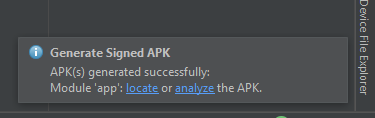 Generate Signed APK
APK(s) generated successfully:
Module 'app': locate or analyze the APK.
Device File Explorer